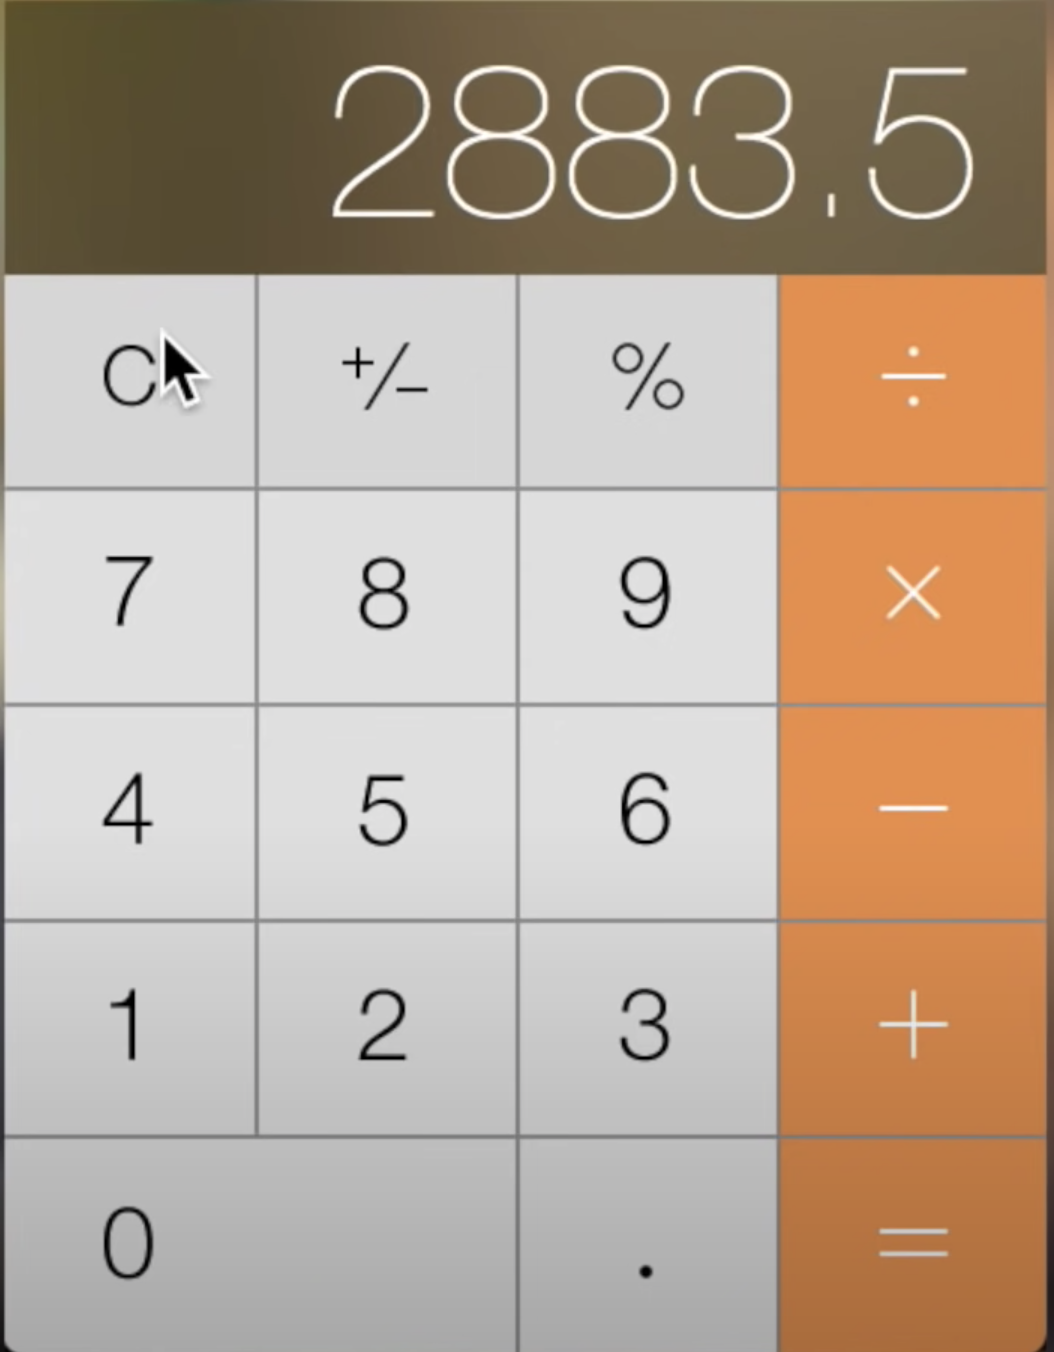 2883.5
C +/− % ÷
7 8 9 ×
4 5 6 −
1 2 3 +
0 . =